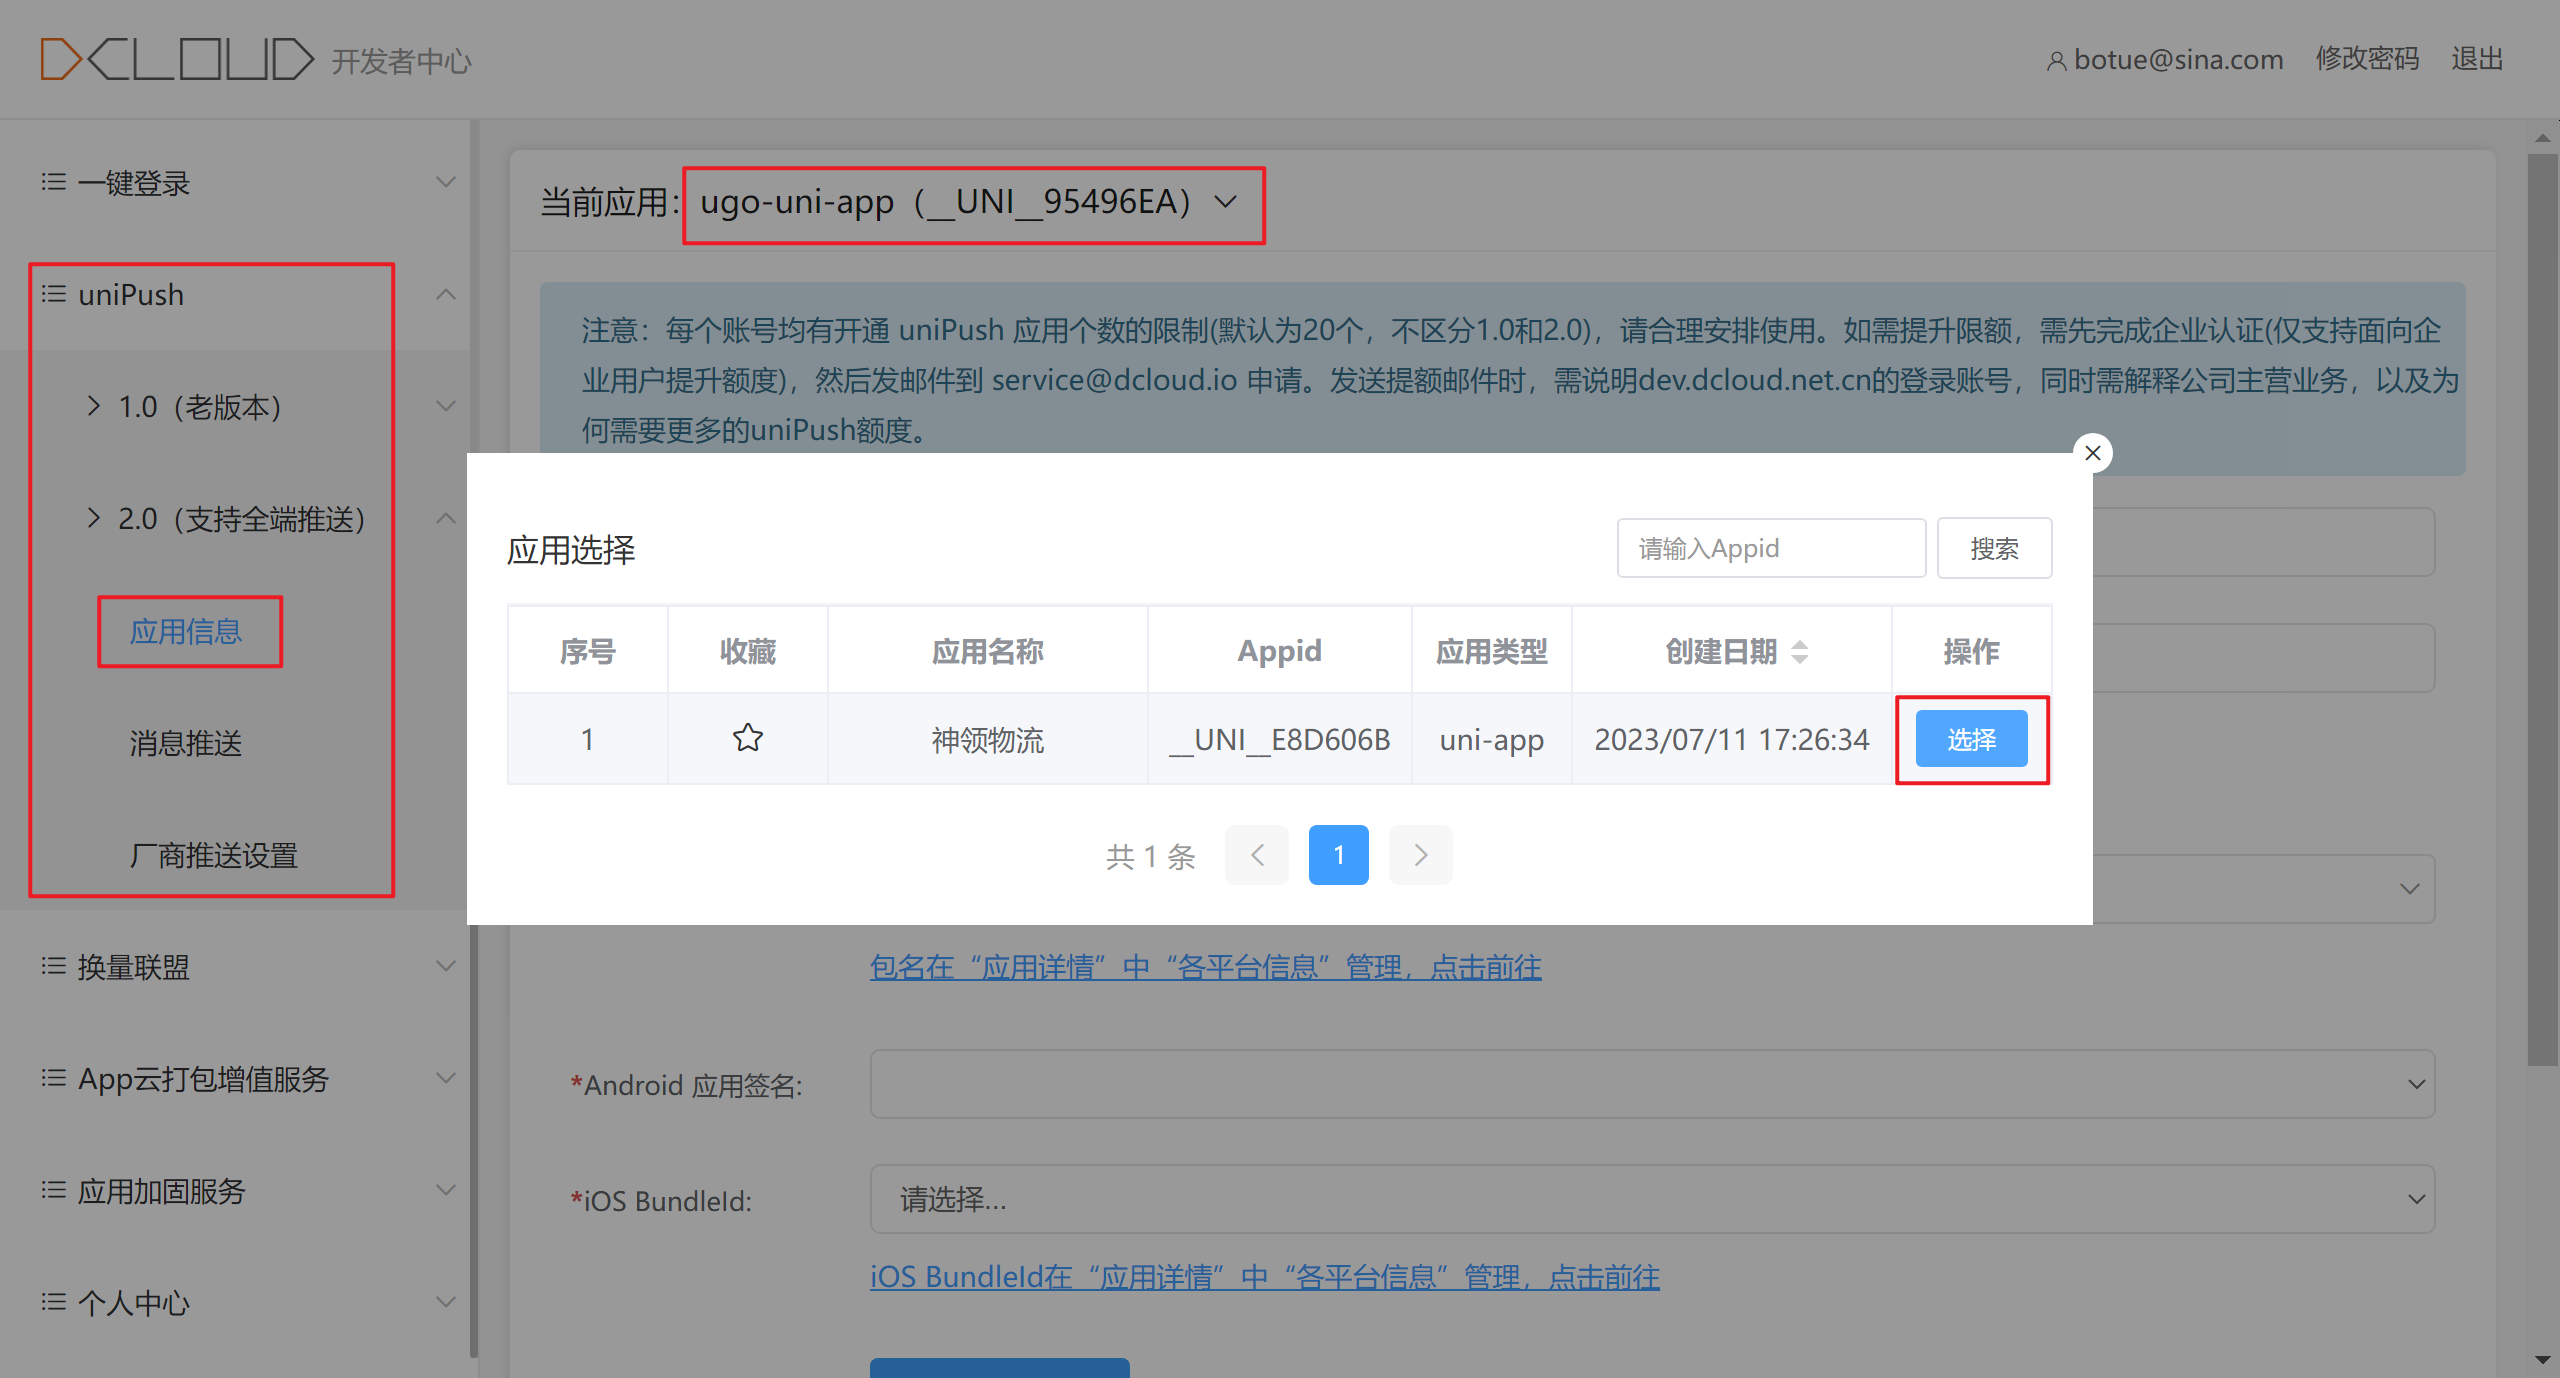 DCLOUD 开发者中心
botue@sina.com 修改密码 退出
一键登录
uniPush
1.0（老版本）
2.0（支持全端推送）
应用信息
消息推送
厂商推送设置
换量联盟
App云打包增值服务
应用加固服务
个人中心
当前应用：ugo-uni-app（__UNI__95496EA）
注意：每个账号均有开通 uniPush 应用个数的限制(默认为20个，不区分1.0和2.0)，请合理安排使用。如需提升限额，需先完成企业认证(仅支持面向企
业用户提升额度)，然后发邮件到 service@dcloud.io 申请。发送提额邮件时，需说明dev.dcloud.net.cn的登录账号，同时需解释公司主营业务，以及为
何需要更多的uniPush额度。
应用选择
请输入Appid
搜索
序号 收藏 应用名称 Appid 应用类型 创建日期 操作
1 神领物流 __UNI__E8D606B uni-app 2023/07/11 17:26:34 选择
共 1 条 1
包名在“应用详情”中“各平台信息”管理，点击前往
*Android 应用签名:
*iOS BundleId:
请选择...
iOS BundleId在“应用详情”中“各平台信息”管理，点击前往